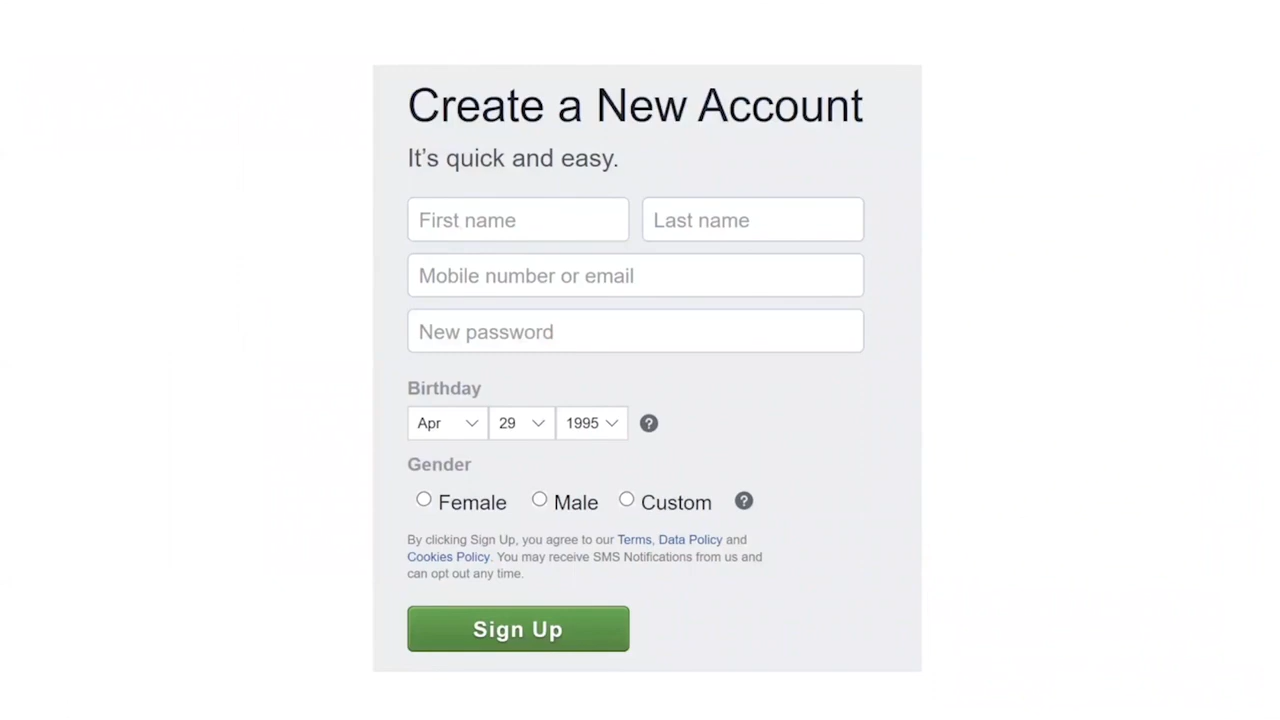 Create a New Account
It's quick and easy.
First name Last name
Mobile number or email
New password
Birthday
Apr 29 1995 ?
Gender
Female Male Custom ?
By clicking Sign Up, you agree to our Terms, Data Policy and
Cookies Policy. You may receive SMS Notifications from us and
can opt out any time.
Sign Up